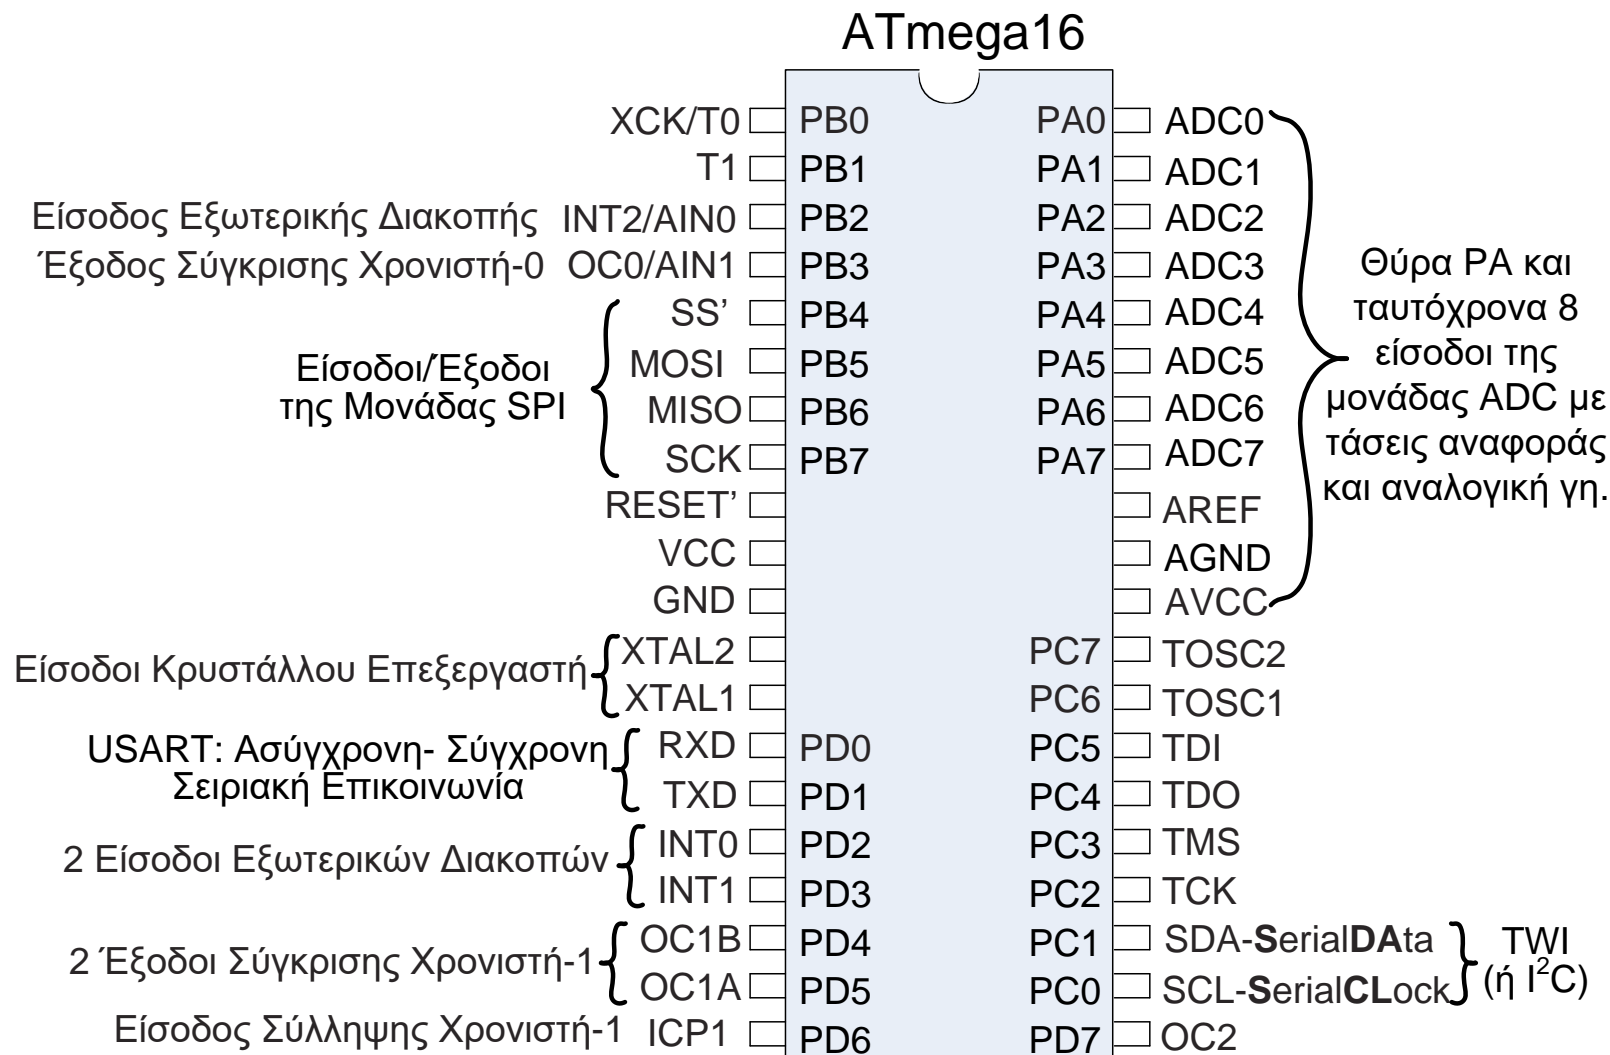 ATmega16
XCK/T0 PB0 PA0 ADC0
T1 PB1 PA1 ADC1
Είσοδος Εξωτερικής Διακοπής INT2/AIN0 PB2 PA2 ADC2
Έξοδος Σύγκρισης Χρονιστή-0 OC0/AIN1 PB3 PA3 ADC3
SS’ PB4 PA4 ADC4
MOSI PB5 PA5 ADC5
MISO PB6 PA6 ADC6
SCK PB7 PA7 ADC7
Είσοδοι/Έξοδοι
της Μονάδας SPI
Θύρα PA και
ταυτόχρονα 8
είσοδοι της
μονάδας ADC με
τάσεις αναφοράς
και αναλογική γη.
RESET’ AREF
VCC AGND
GND AVCC
Είσοδοι Κρυστάλλου Επεξεργαστή
XTAL2 PC7 TOSC2
XTAL1 PC6 TOSC1
USART: Ασύγχρονη- Σύγχρονη
Σειριακή Επικοινωνία
RXD PD0 PC5 TDI
TXD PD1 PC4 TDO
2 Είσοδοι Εξωτερικών Διακοπών
INT0 PD2 PC3 TMS
INT1 PD3 PC2 TCK
2 Έξοδοι Σύγκρισης Χρονιστή-1
OC1B PD4 PC1 SDA-SerialDAta
OC1A PD5 PC0 SCL-SerialCLock
TWI
(ή I²C)
Είσοδος Σύλληψης Χρονιστή-1 ICP1 PD6 PD7 OC2